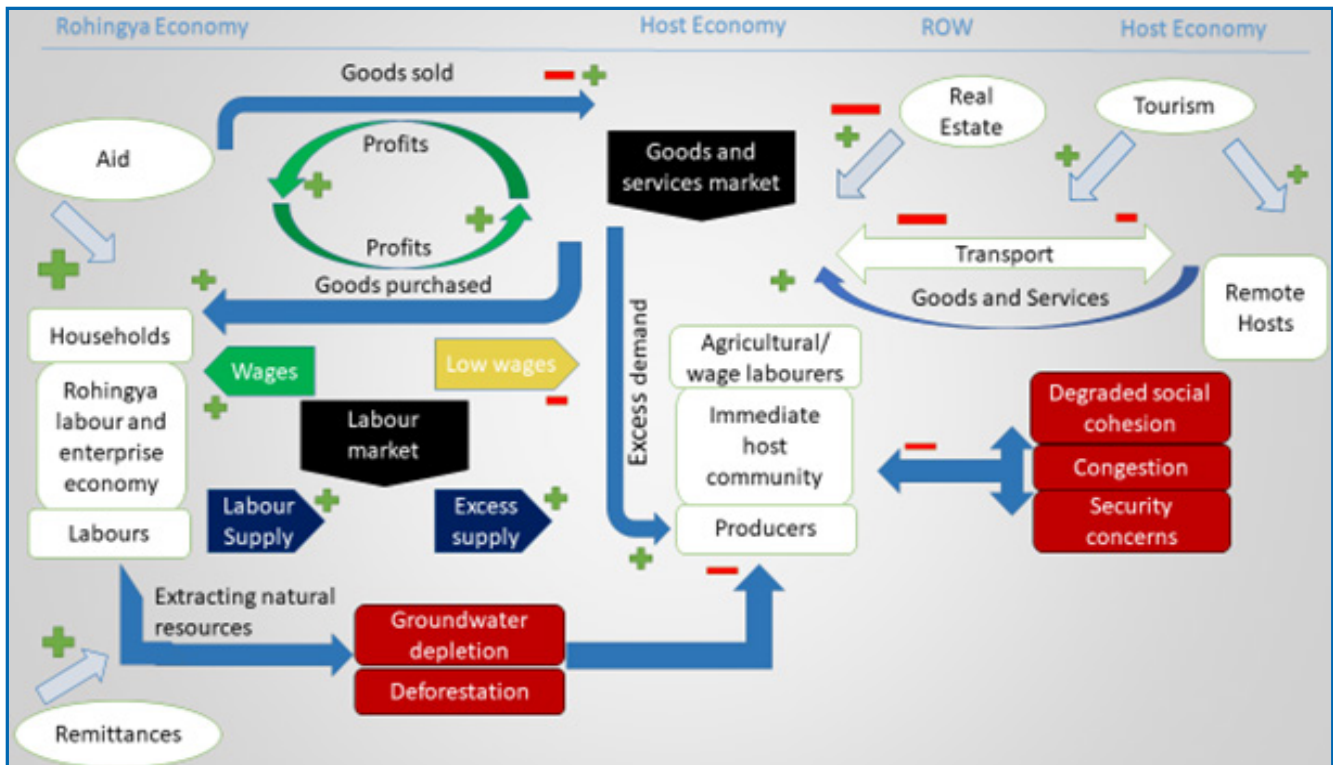 Rohingya Economy
Host Economy
ROW
Host Economy
Goods sold
Real
Estate
Tourism
Aid
Profits
Goods and
services market
Profits
Transport
Goods purchased
Goods and Services
Remote
Hosts
Households
Excess demand
Agricultural/
wage labourers
Wages
Low wages
Rohingya
labour and
enterprise
economy
Labour
market
Immediate
host
community
Degraded social
cohesion
Congestion
Security
concerns
Labours
Labour
Supply
Excess
supply
Producers
Extracting natural
resources
Groundwater
depletion
Deforestation
Remittances